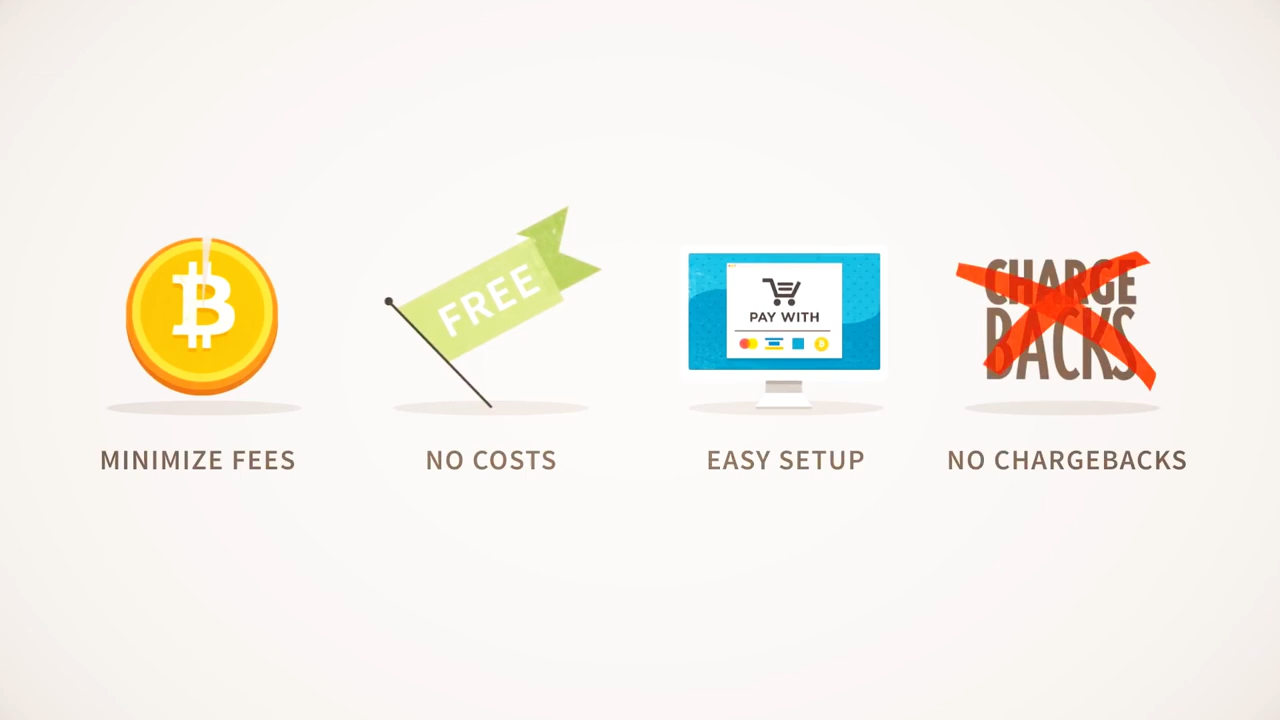 FREE
PAY WITH
CHARGE
BACKS
MINIMIZE FEES
NO COSTS
EASY SETUP
NO CHARGEBACKS